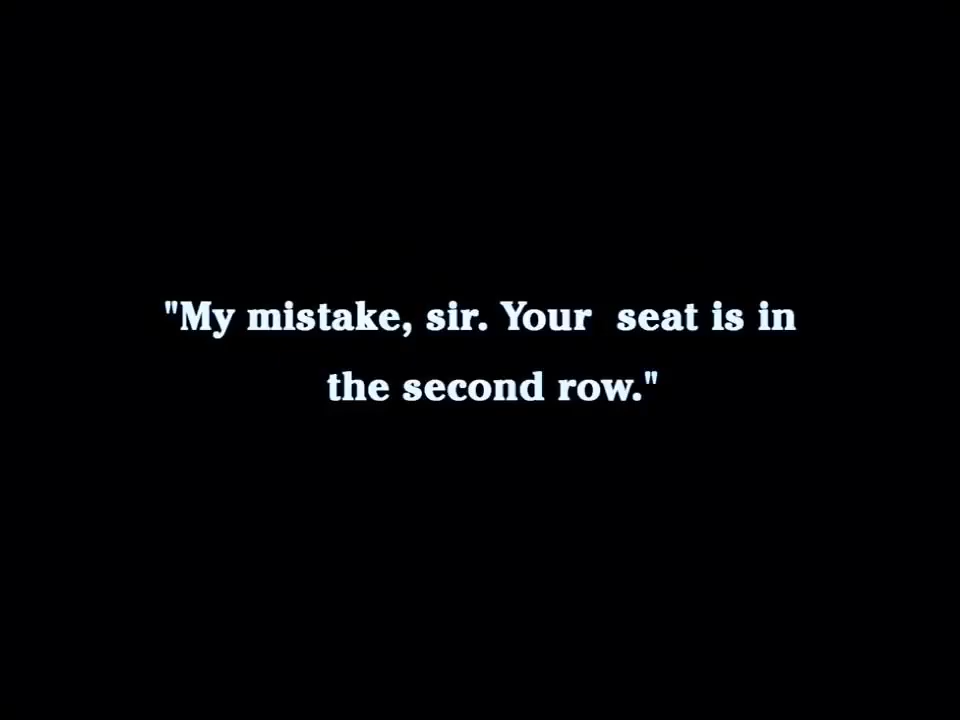 "My mistake, sir. Your  seat is in
the second row."